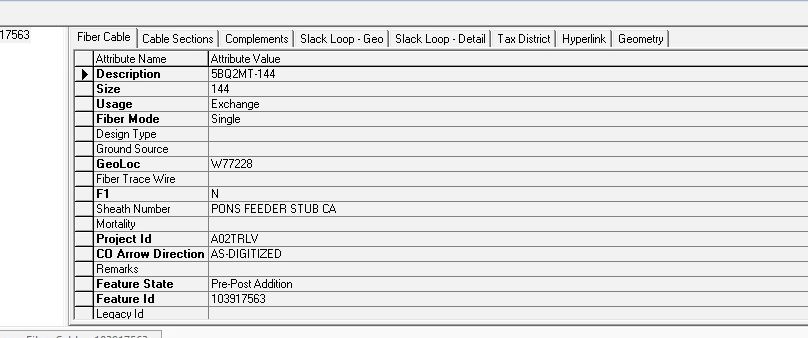 17563
Fiber Cable Cable Sections Complements Slack Loop - Geo Slack Loop - Detail Tax District Hyperlink Geometry
Attribute Name Attribute Value
Description 5BQ2MT-144
Size 144
Usage Exchange
Fiber Mode Single
Design Type
Ground Source
GeoLoc W77228
Fiber Trace Wire
F1 N
Sheath Number PONS FEEDER STUB CA
Mortality
Project Id A02TRLV
CO Arrow Direction AS-DIGITIZED
Remarks
Feature State Pre-Post Addition
Feature Id 103917563
Legacy Id
Fiber Cable 103917563